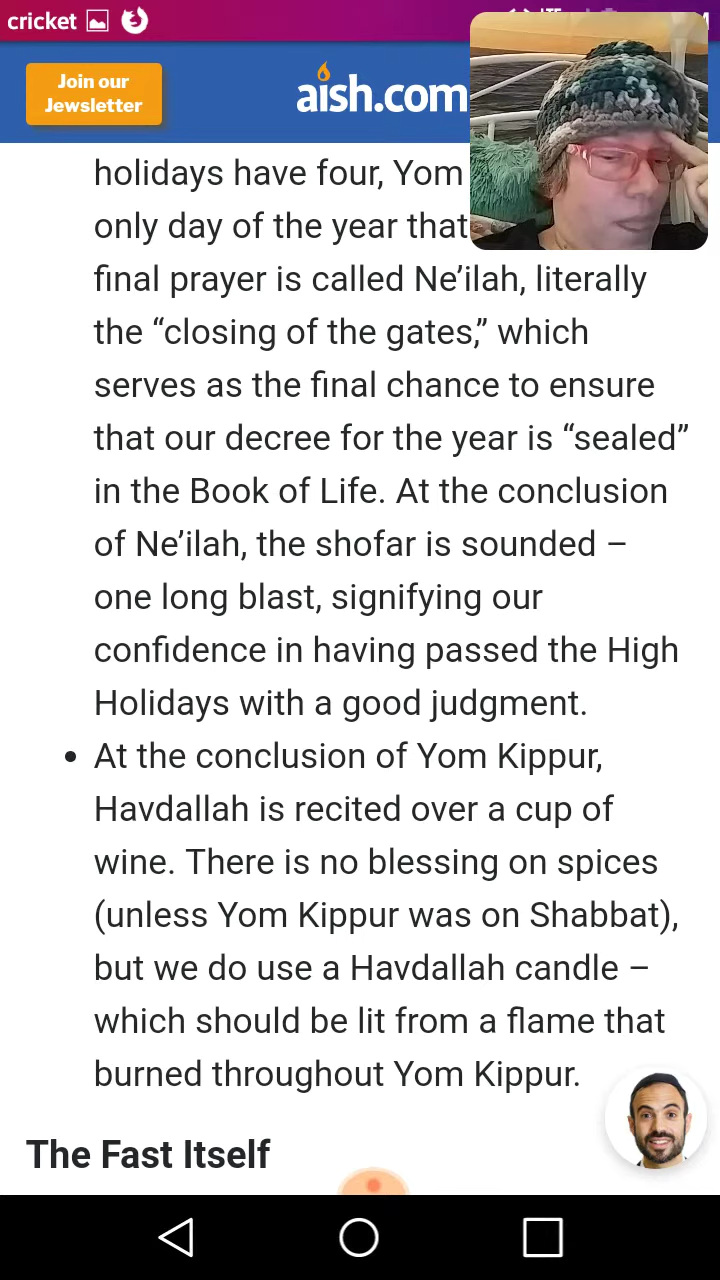 cricket
Join our
Jewsletter
aish.com
holidays have four, Yom
only day of the year that
final prayer is called Ne’ilah, literally
the “closing of the gates,” which
serves as the final chance to ensure
that our decree for the year is “sealed”
in the Book of Life. At the conclusion
of Ne’ilah, the shofar is sounded –
one long blast, signifying our
confidence in having passed the High
Holidays with a good judgment.
• At the conclusion of Yom Kippur,
Havdallah is recited over a cup of
wine. There is no blessing on spices
(unless Yom Kippur was on Shabbat),
but we do use a Havdallah candle –
which should be lit from a flame that
burned throughout Yom Kippur.
The Fast Itself